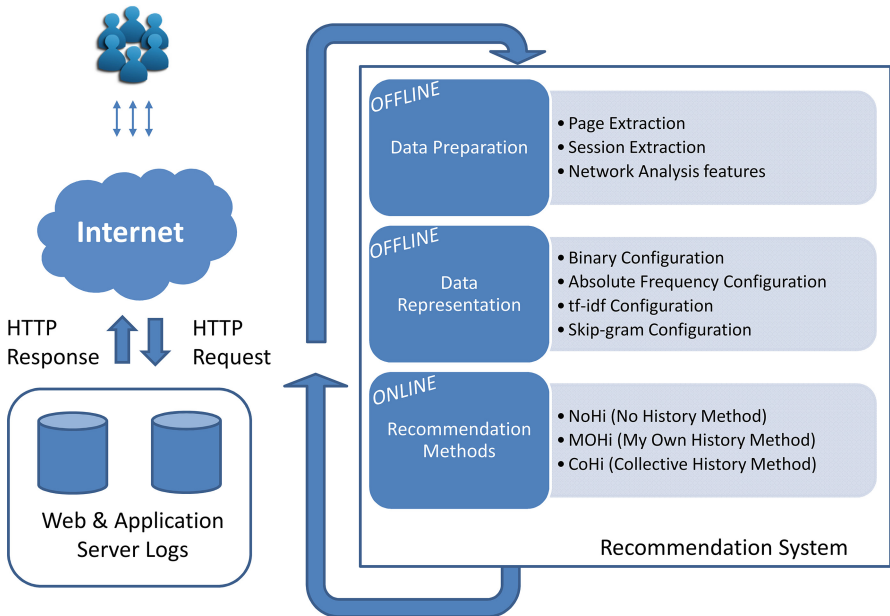 Internet
HTTP
Response
HTTP
Request
Web & Application
Server Logs
OFFLINE
Data Preparation
• Page Extraction
• Session Extraction
• Network Analysis features
OFFLINE
Data
Representation
• Binary Configuration
• Absolute Frequency Configuration
• tf-idf Configuration
• Skip-gram Configuration
ONLINE
Recommendation
Methods
• NoHi (No History Method)
• MOHi (My Own History Method)
• CoHi (Collective History Method)
Recommendation System